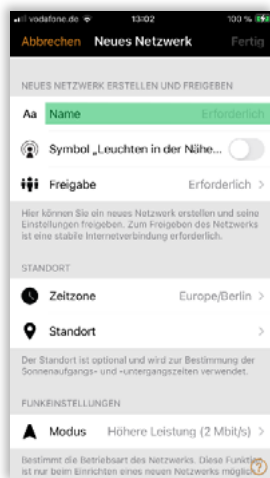 vodafone.de 13:02 100 %
Abbrechen Neues Netzwerk Fertig
NEUES NETZWERK ERSTELLEN UND FREIGEBEN
Aa Name Erforderlich
Symbol „Leuchten in der Nähe...
Freigabe Erforderlich >
Hier können Sie ein neues Netzwerk erstellen und seine
Einstellungen freigeben. Zum Freigeben des Netzwerks
ist eine stabile Internetverbindung erforderlich.
STANDORT
Zeitzone Europe/Berlin >
Standort >
Der Standort ist optional und wird zur Bestimmung der
Sonnenaufgangs- und -untergangszeiten verwendet.
FUNKEINSTELLUNGEN
Modus Höhere Leistung (2 Mbit/s) >
Bestimmt die Betriebsart des Netzwerks. Diese Funktion
ist nur beim Einrichten eines neuen Netzwerks möglich